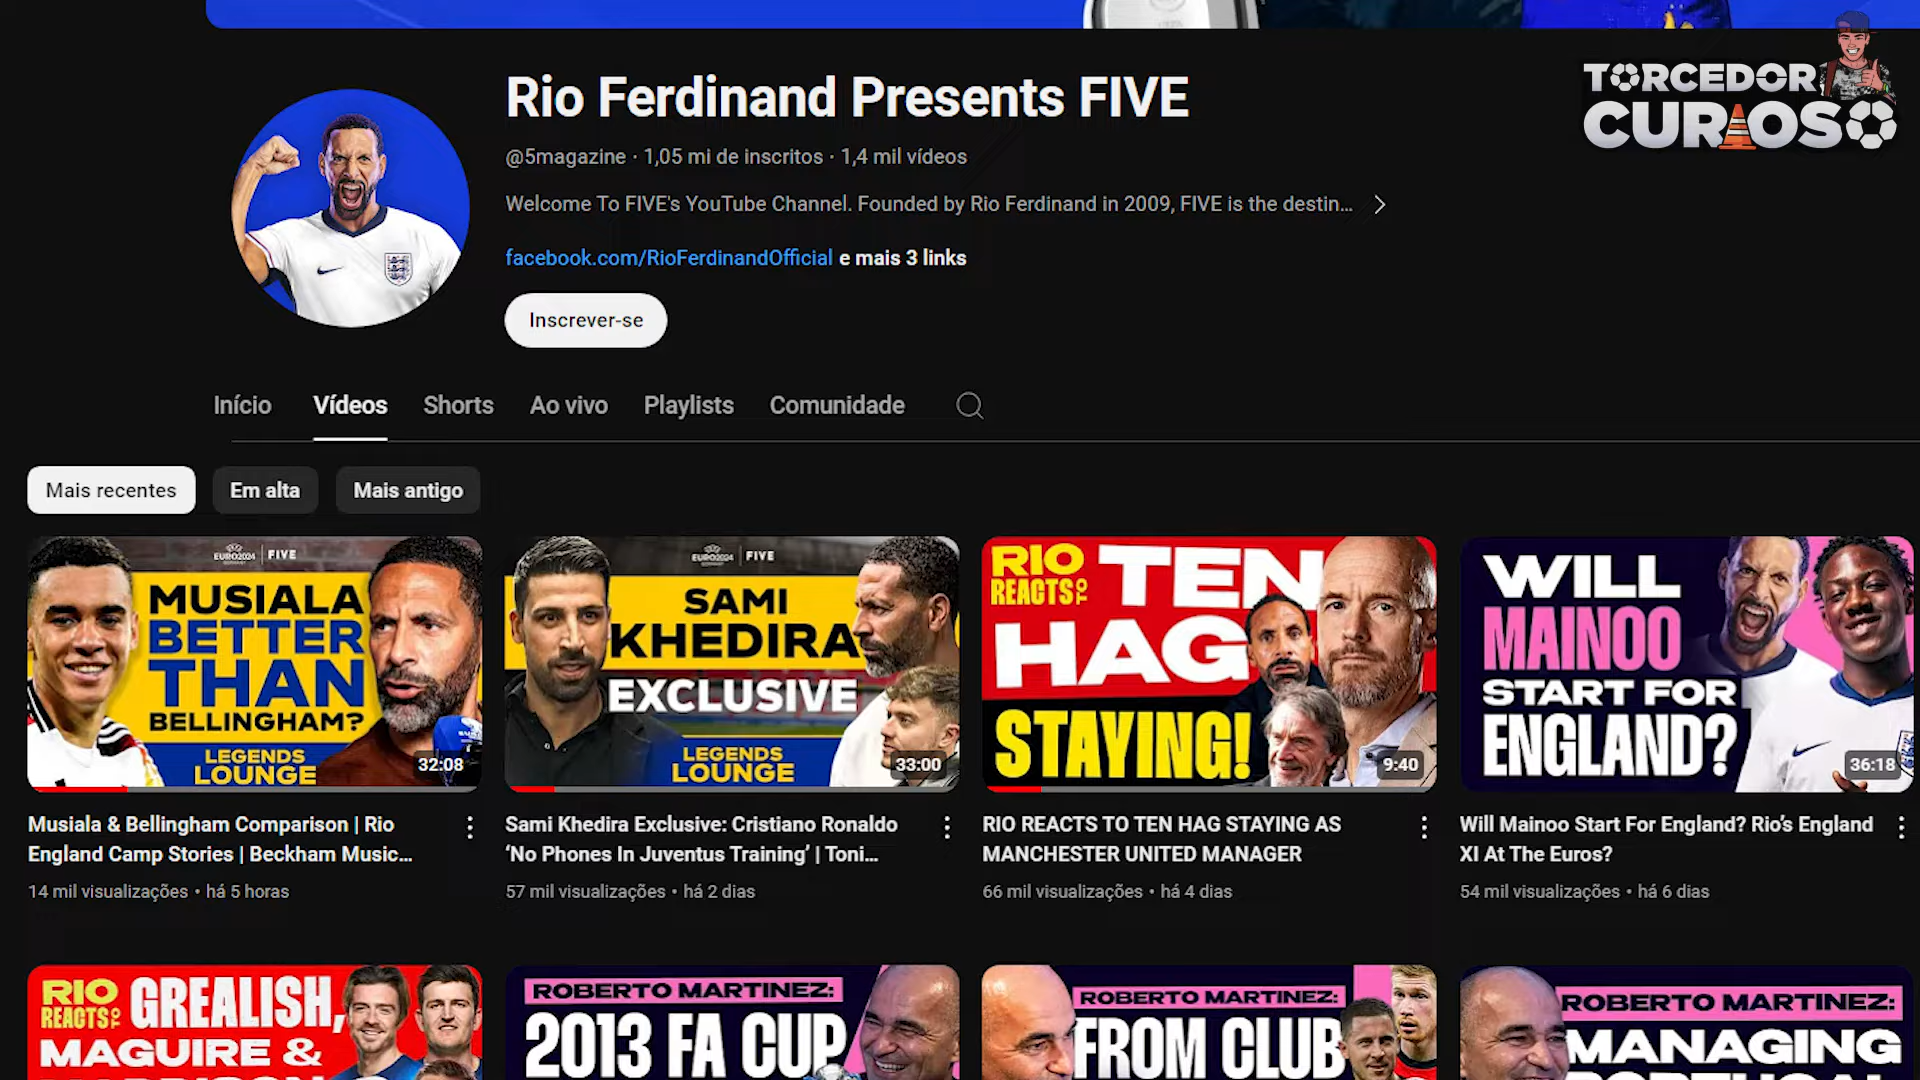 TORCEDOR
CURIOSO
Rio Ferdinand Presents FIVE
@5magazine · 1,05 mi de inscritos · 1,4 mil vídeos
Welcome To FIVE's YouTube Channel. Founded by Rio Ferdinand in 2009, FIVE is the destin...
facebook.com/RioFerdinandOfficial e mais 3 links
Inscrever-se
Início Vídeos Shorts Ao vivo Playlists Comunidade
Mais recentes Em alta Mais antigo
EURO2024 FIVE
MUSIALA
BETTER
THAN
BELLINGHAM?
LEGENDS
LOUNGE
32:08
EURO2024 FIVE
SAMI
KHEDIRA
EXCLUSIVE
LEGENDS
LOUNGE
33:00
RIO
REACTS TO
TEN
HAG
STAYING!
9:40
WILL
MAINOO
START FOR
ENGLAND?
36:18
Musiala & Bellingham Comparison | Rio
England Camp Stories | Beckham Music...
14 mil visualizações • há 5 horas
Sami Khedira Exclusive: Cristiano Ronaldo
‘No Phones In Juventus Training’ | Toni...
57 mil visualizações • há 2 dias
RIO REACTS TO TEN HAG STAYING AS
MANCHESTER UNITED MANAGER
66 mil visualizações • há 4 dias
Will Mainoo Start For England? Rio’s England
XI At The Euros?
54 mil visualizações • há 6 dias
RIO
REACTS TO
GREALISH,
MAGUIRE &
ROBERTO MARTINEZ:
2013 FA CUP
ROBERTO MARTINEZ:
FROM CLUB
ROBERTO MARTINEZ:
MANAGING